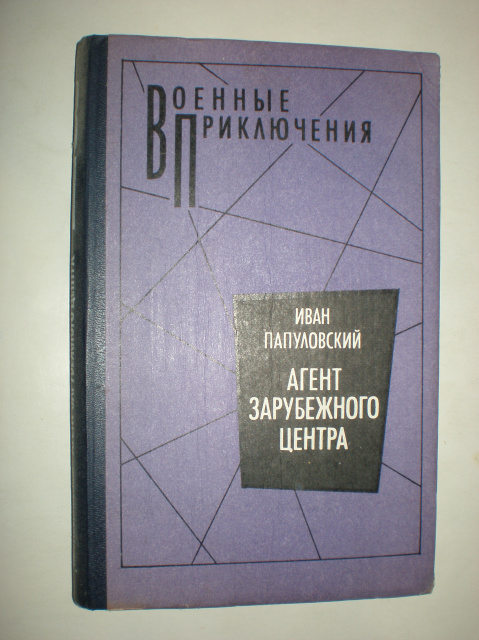 ВОЕННЫЕ
ПРИКЛЮЧЕНИЯ
ИВАН
ПАПУЛОВСКИЙ
АГЕНТ
ЗАРУБЕЖНОГО
ЦЕНТРА